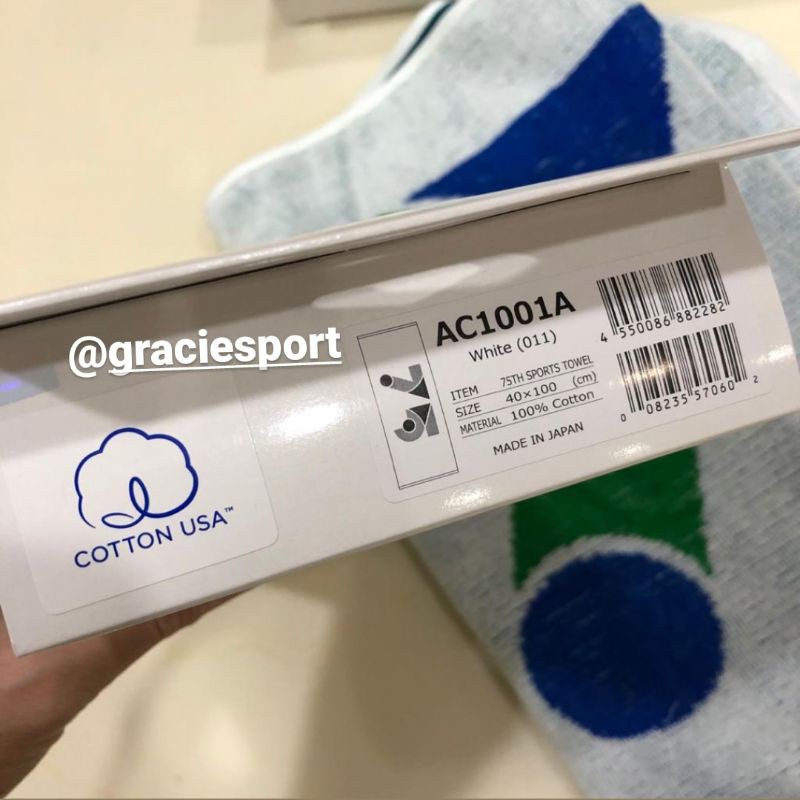 @graciesport
COTTON USA™
AC1001A
White (011)
ITEM 75TH SPORTS TOWEL
SIZE 40×100 (cm)
MATERIAL 100% Cotton
MADE IN JAPAN
4 550086 882282
0 08235 57060 2